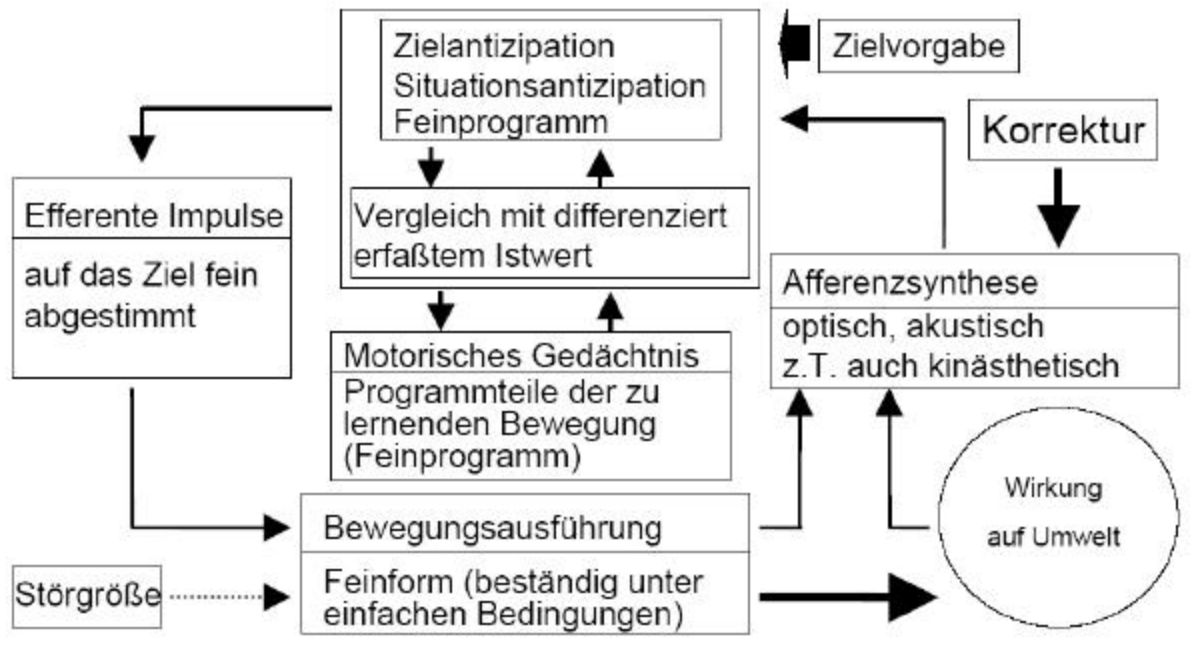 Zielantizipation
Situationsantizipation
Feinprogramm
Zielvorgabe
Korrektur
Efferente Impulse
auf das Ziel fein
abgestimmt
Vergleich mit differenziert
erfaßtem Istwert
Afferenzsynthese
optisch, akustisch
z.T. auch kinästhetisch
Motorisches Gedächtnis
Programmteile der zu
lernenden Bewegung
(Feinprogramm)
Wirkung
auf Umwelt
Bewegungsausführung
Feinform (beständig unter
einfachen Bedingungen)
Störgröße